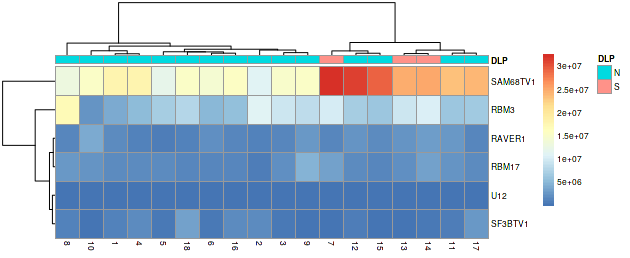 DLP
SAM68TV1
RBM3
RAVER1
RBM17
U12
SF3BTV1
8 10 1 4 5 18 6 16 2 3 9 7 12 15 13 14 11 17
3e+07
2.5e+07
2e+07
1.5e+07
1e+07
5e+06
DLP
N
S